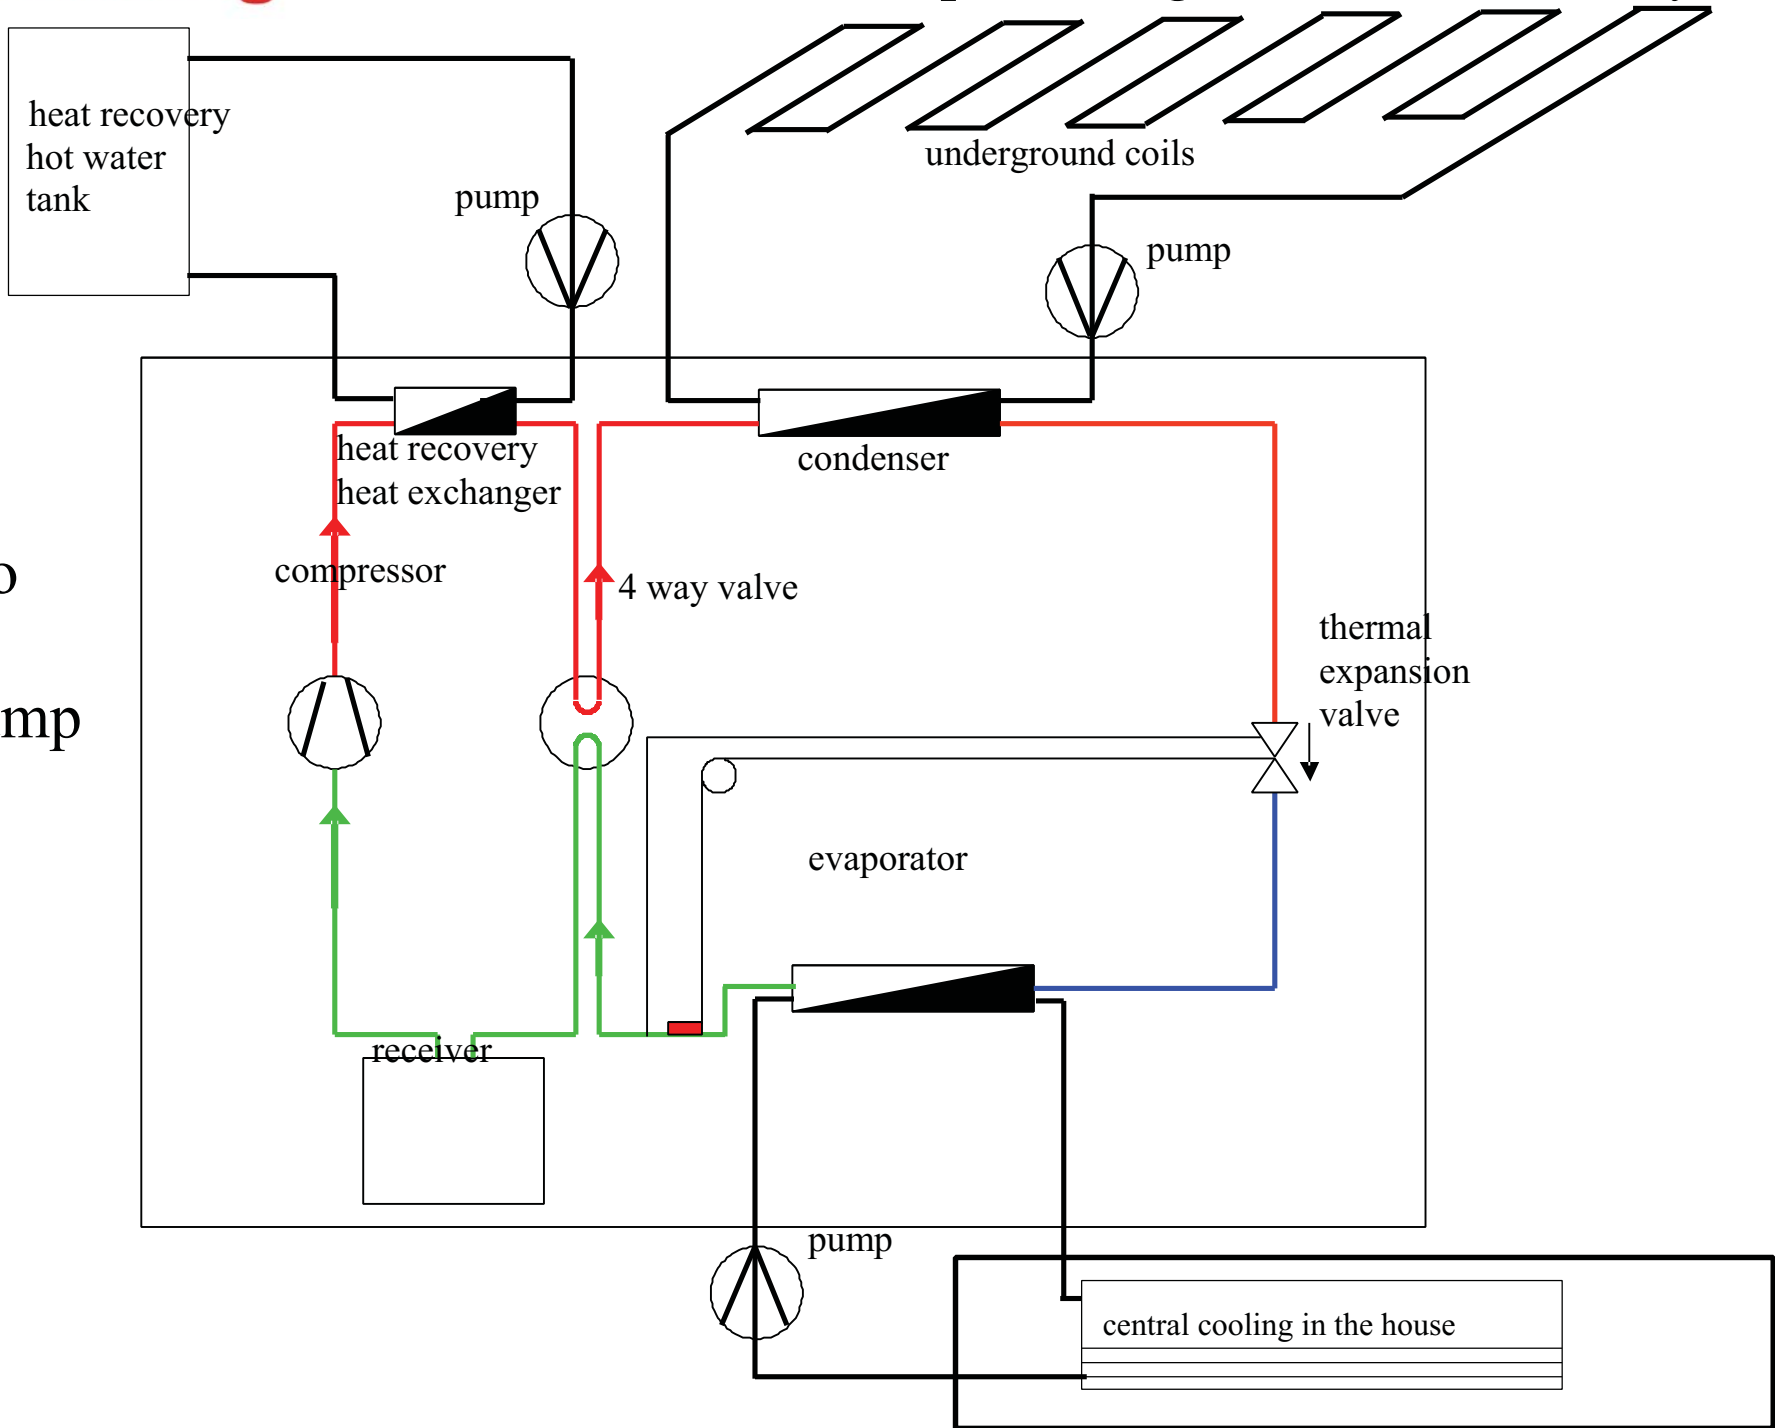 heat recovery
hot water
tank
pump
underground coils
pump
heat recovery
heat exchanger
condenser
compressor
4 way valve
thermal
expansion
valve
mp
evaporator
receiver
pump
central cooling in the house